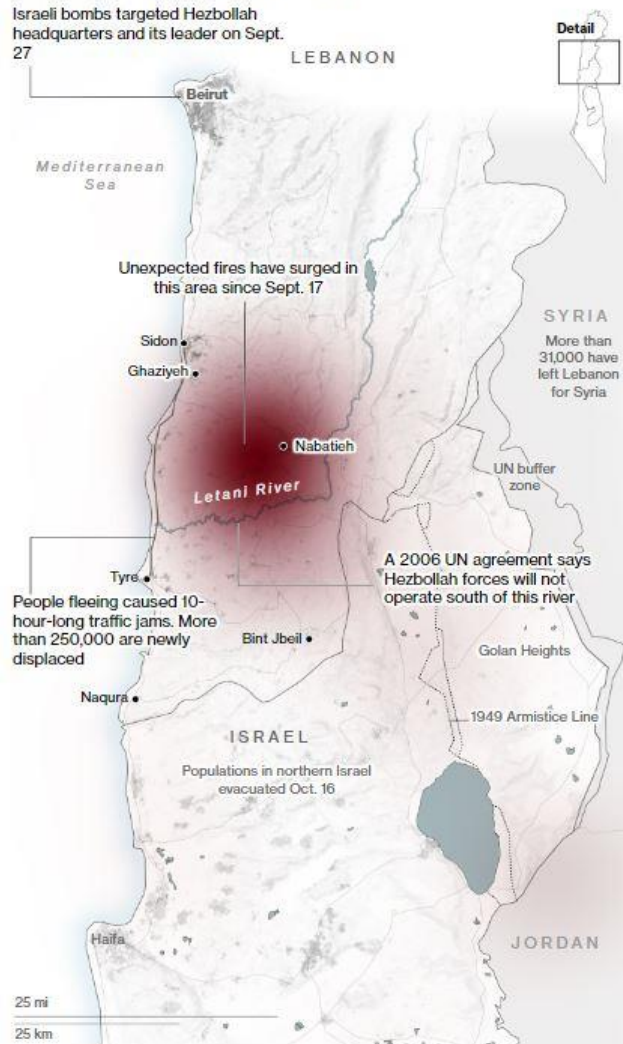 Israeli bombs targeted Hezbollah
headquarters and its leader on Sept.
27
Detail
LEBANON
Beirut
Mediterranean
Sea
Unexpected fires have surged in
this area since Sept. 17
SYRIA
More than
31,000 have
left Lebanon
for Syria
Sidon
Ghaziyeh
Nabatieh
UN buffer
zone
Letani River
A 2006 UN agreement says
Hezbollah forces will not
operate south of this river
Tyre
People fleeing caused 10-
hour-long traffic jams. More
than 250,000 are newly
displaced
Bint Jbeil
Golan Heights
Naqura
1949 Armistice Line
ISRAEL
Populations in northern Israel
evacuated Oct. 16
Haifa
JORDAN
25 mi
25 km